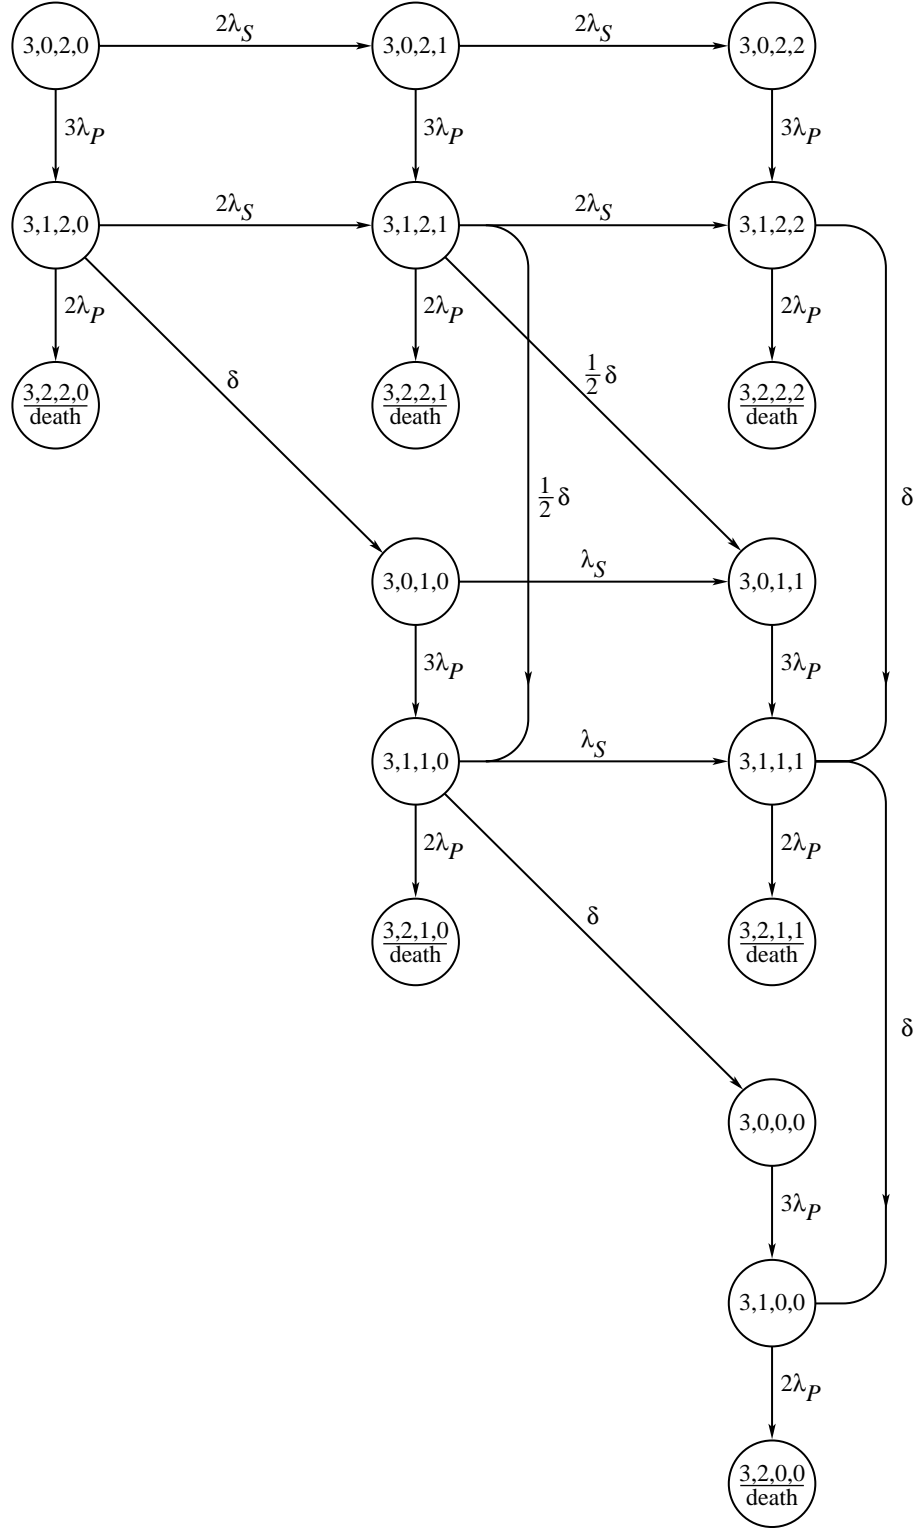 2λS 2λS
3,0,2,0 3,0,2,1 3,0,2,2
3λP 3λP 3λP
2λS 2λS
3,1,2,0 3,1,2,1 3,1,2,2
2λP 2λP 2λP
δ 1/2 δ
3,2,2,0 3,2,2,1 3,2,2,2
death death death
1/2 δ δ
λS
3,0,1,0 3,0,1,1
3λP 3λP
λS
3,1,1,0 3,1,1,1
2λP 2λP
δ
3,2,1,0 3,2,1,1
death death
δ
3,0,0,0
3λP
3,1,0,0
2λP
3,2,0,0
death